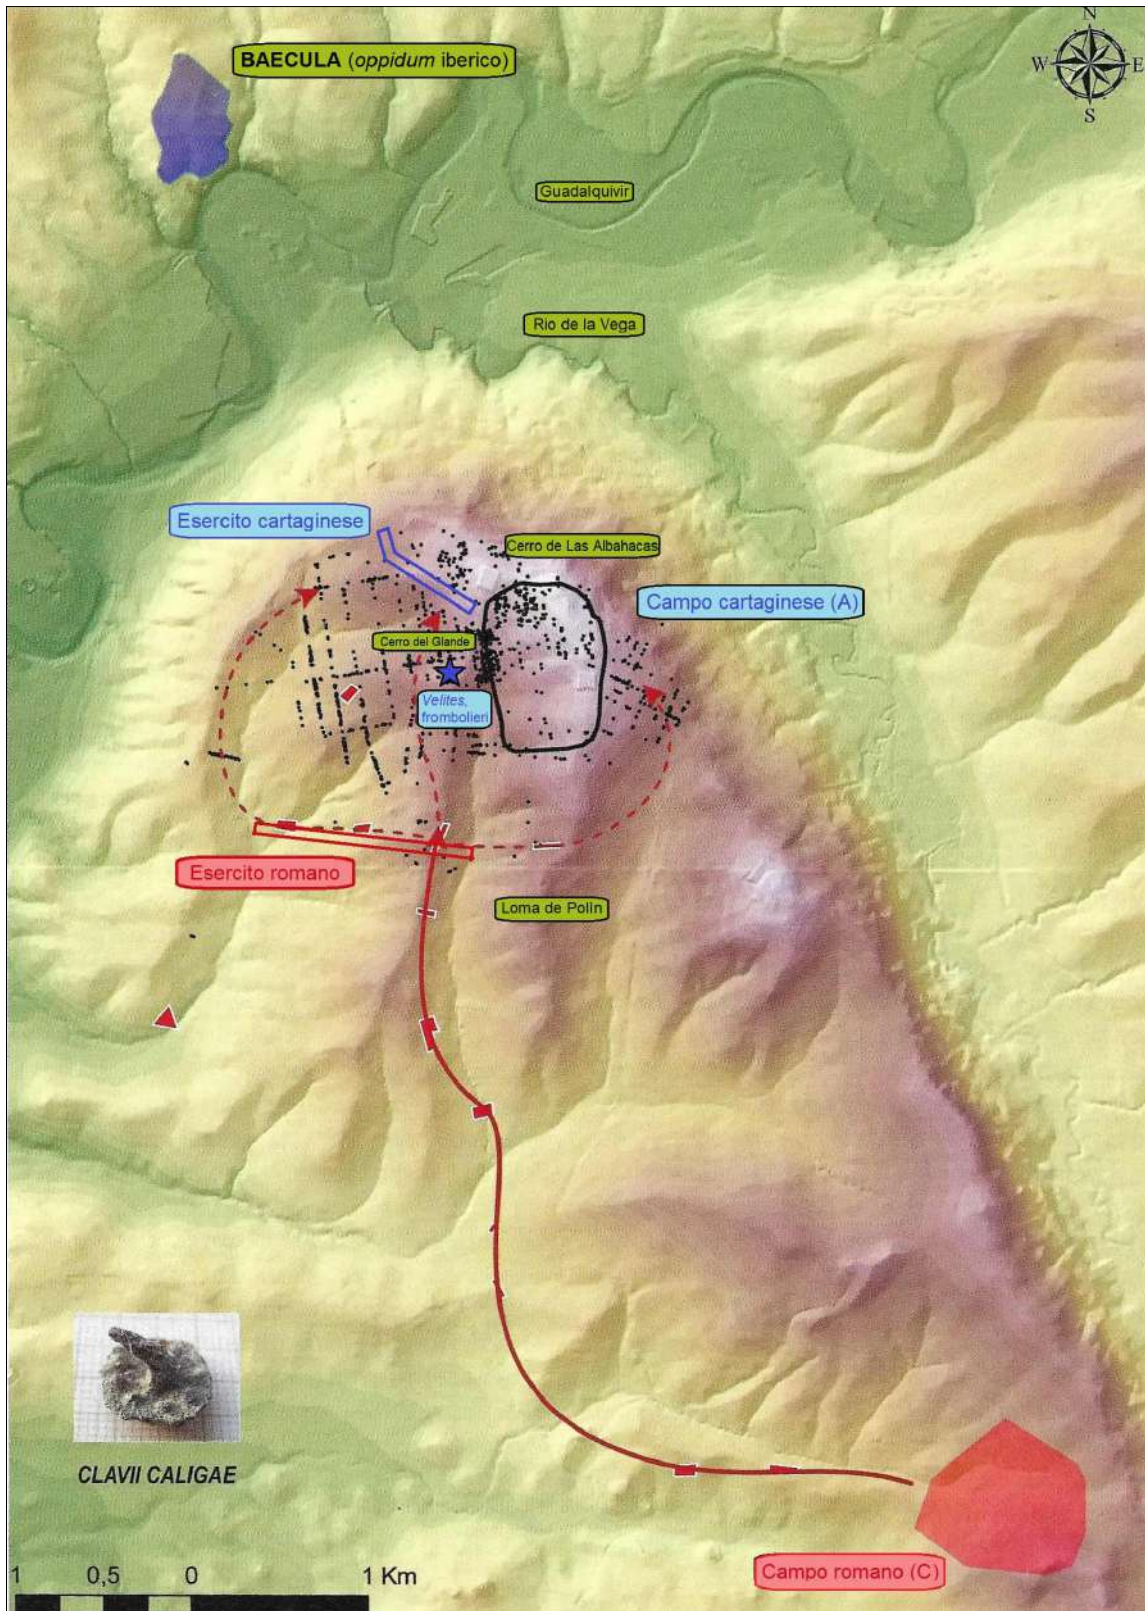 N
BAECULA (oppidum iberico)
W E
S
Guadalquivir
Rio de la Vega
Esercito cartaginese
Cerro de Las Albahacas
Campo cartaginese (A)
Cerro del Glande
Velites,
frombolieri
Esercito romano
Loma de Polin
CLAVII CALIGAE
1 0,5 0 1 Km
Campo romano (C)